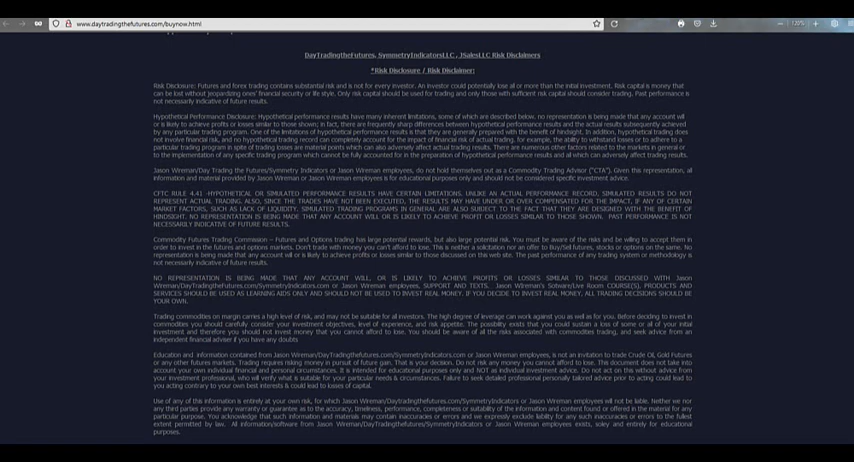 www.daytradingthefutures.com/buynow.html
120%
DayTradingtheFutures, SymmetryIndicatorsLLC , JSalesLLC Risk Disclaimers
*Risk Disclosure / Risk Disclaimer:
Risk Disclosure: Futures and forex trading contains substantial risk and is not for every investor. An investor could potentially lose all or more than the initial investment. Risk capital is money that
can be lost without jeopardizing ones' financial security or life style. Only risk capital should be used for trading and only those with sufficient risk capital should consider trading. Past performance is
not necessarily indicative of future results.
Hypothetical Performance Disclosure: Hypothetical performance results have many inherent limitations, some of which are described below. no representation is being made that any account will
or is likely to achieve profits or losses similar to those shown; in fact, there are frequently sharp differences between hypothetical performance results and the actual results subsequently achieved
by any particular trading program. One of the limitations of hypothetical performance results is that they are generally prepared with the benefit of hindsight. In addition, hypothetical trading does
not involve financial risk, and no hypothetical trading record can completely account for the impact of financial risk of actual trading. for example, the ability to withstand losses or to adhere to a
particular trading program in spite of trading losses are material points which can also adversely affect actual trading results. There are numerous other factors related to the markets in general or
to the implementation of any specific trading program which cannot be fully accounted for in the preparation of hypothetical performance results and all which can adversely affect trading results.
Jason Wireman/Day Trading the Futures/Symmetry Indicators or Jason Wireman employees, do not hold themselves out as a Commodity Trading Advisor ("CTA"). Given this representation, all
information and material provided by Jason Wireman or Jason Wireman employees is for educational purposes only and should not be considered specific investment advice.
CFTC RULE 4.41 -HYPOTHETICAL OR SIMULATED PERFORMANCE RESULTS HAVE CERTAIN LIMITATIONS. UNLIKE AN ACTUAL PERFORMANCE RECORD, SIMULATED RESULTS DO NOT
REPRESENT ACTUAL TRADING. ALSO, SINCE THE TRADES HAVE NOT BEEN EXECUTED, THE RESULTS MAY HAVE UNDER OR OVER COMPENSATED FOR THE IMPACT, IF ANY OF CERTAIN
MARKET FACTORS, SUCH AS LACK OF LIQUIDITY. SIMULATED TRADING PROGRAMS IN GENERAL ARE ALSO SUBJECT TO THE FACT THAT THEY ARE DESIGNED WITH THE BENEFIT OF
HINDSIGHT. NO REPRESENTATION IS BEING MADE THAT ANY ACCOUNT WILL OR IS LIKELY TO ACHIEVE PROFIT OR LOSSES SIMILAR TO THOSE SHOWN. PAST PERFORMANCE IS NOT
NECESSARILY INDICATIVE OF FUTURE RESULTS.
Commodity Futures Trading Commission – Futures and Options trading has large potential rewards, but also large potential risk. You must be aware of the risks and be willing to accept them in
order to invest in the futures and options markets. Don't trade with money you can't afford to lose. This is neither a solicitation nor an offer to Buy/Sell futures, stocks or options on the same. No
representation is being made that any account will or is likely to achieve profits or losses similar to those discussed on this web site. The past performance of any trading system or methodology is
not necessarily indicative of future results.
NO REPRESENTATION IS BEING MADE THAT ANY ACCOUNT WILL, OR IS LIKELY TO ACHIEVE PROFITS OR LOSSES SIMILAR TO THOSE DISCUSSED WITH Jason
Wireman/DayTradingtheFutures.com/SymmetryIndicators.com or Jason Wireman employees, SUPPORT AND TEXTS. Jason Wireman's Sotware/Live Room COURSE(S). PRODUCTS AND
SERVICES SHOULD BE USED AS LEARNING AIDS ONLY AND SHOULD NOT BE USED TO INVEST REAL MONEY. IF YOU DECIDE TO INVEST REAL MONEY, ALL TRADING DECISIONS SHOULD BE
YOUR OWN.
Trading commodities on margin carries a high level of risk, and may not be suitable for all investors. The high degree of leverage can work against you as well as for you. Before deciding to invest in
commodities you should carefully consider your investment objectives, level of experience, and risk appetite. The possibility exists that you could sustain a loss of some or all of your initial
investment and therefore you should not invest money that you cannot afford to lose. You should be aware of all the risks associated with commodities trading, and seek advice from an
independent financial adviser if you have any doubts
Education and information contained from Jason Wireman/DayTradingthefutures.com/SymmetryIndicators.com or Jason Wireman employees, is not an invitation to trade Crude Oil, Gold Futures
or any other futures markets. Trading requires risking money in pursuit of future gain. That is your decision. Do not risk any money you cannot afford to lose. This document does not take into
account your own individual financial and personal circumstances. It is intended for educational purposes only and NOT as individual investment advice. Do not act on this without advice from
your investment professional, who will verify what is suitable for your particular needs & circumstances. Failure to seek detailed professional personally tailored advice prior to acting could lead to
you acting contrary to your own best interests & could lead to losses of capital.
Use of any of this information is entirely at your own risk, for which Jason Wireman/Daytradingthefutures.com/SymmetryIndicators or Jason Wireman employees will not be liable. Neither we nor
any third parties provide any warranty or guarantee as to the accuracy, timeliness, performance, completeness or suitability of the information and content found or offered in the material for any
particular purpose. You acknowledge that such information and materials may contain inaccuracies or errors and we expressly exclude liability for any such inaccuracies or errors to the fullest
extent permitted by law. All information/software from Jason Wireman/Daytradingthefutures.com/SymmetryIndicators or Jason Wireman employees exists, soley and entirely for educational
purposes.